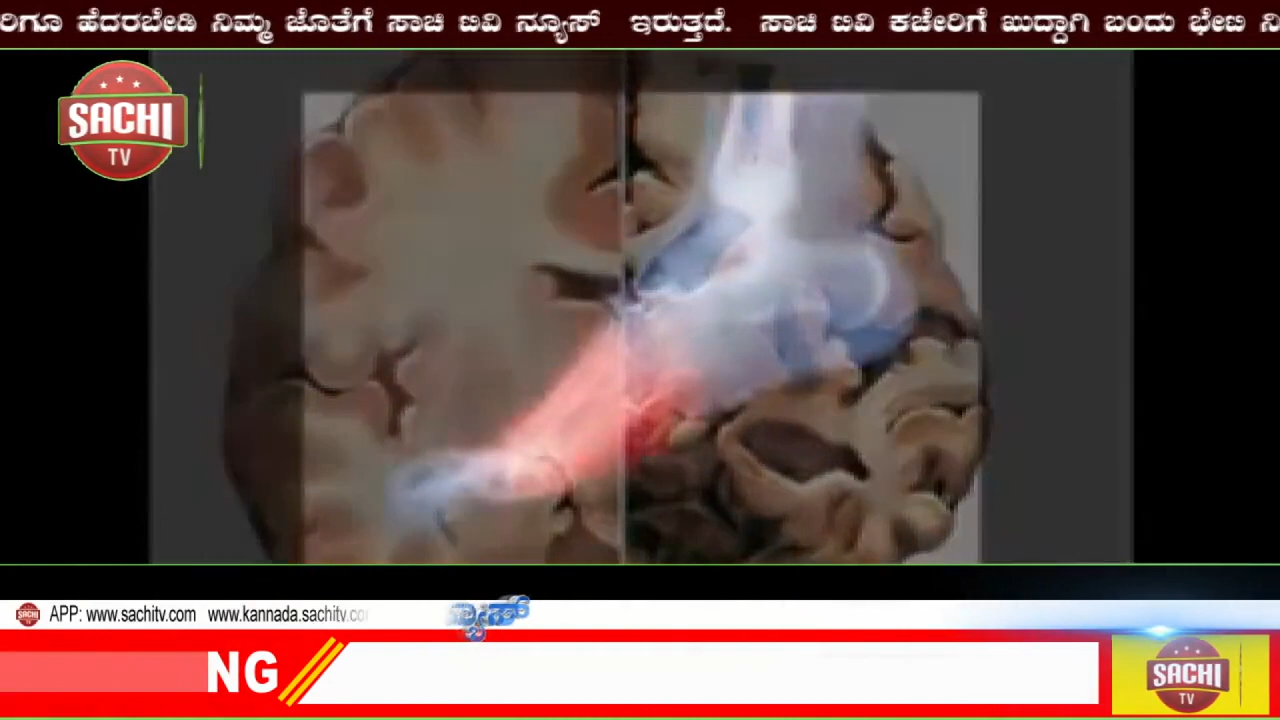 ರಿಗೂ ಹೆದರಬೇಡಿ ನಿಮ್ಮ ಜೊತೆಗೆ ಸಾಚಿ ಟಿವಿ ನ್ಯೂಸ್ ಇರುತ್ತದೆ. ಸಾಚಿ ಟಿವಿ ಕಚೇರಿಗೆ ಖುದ್ದಾಗಿ ಬಂದು ಭೇಟಿ ನಿ
SACHI
TV
APP: www.sachitv.com www.kannada.sachitv.co
ನ್ಯೂಸ್
NG
SACHI
TV